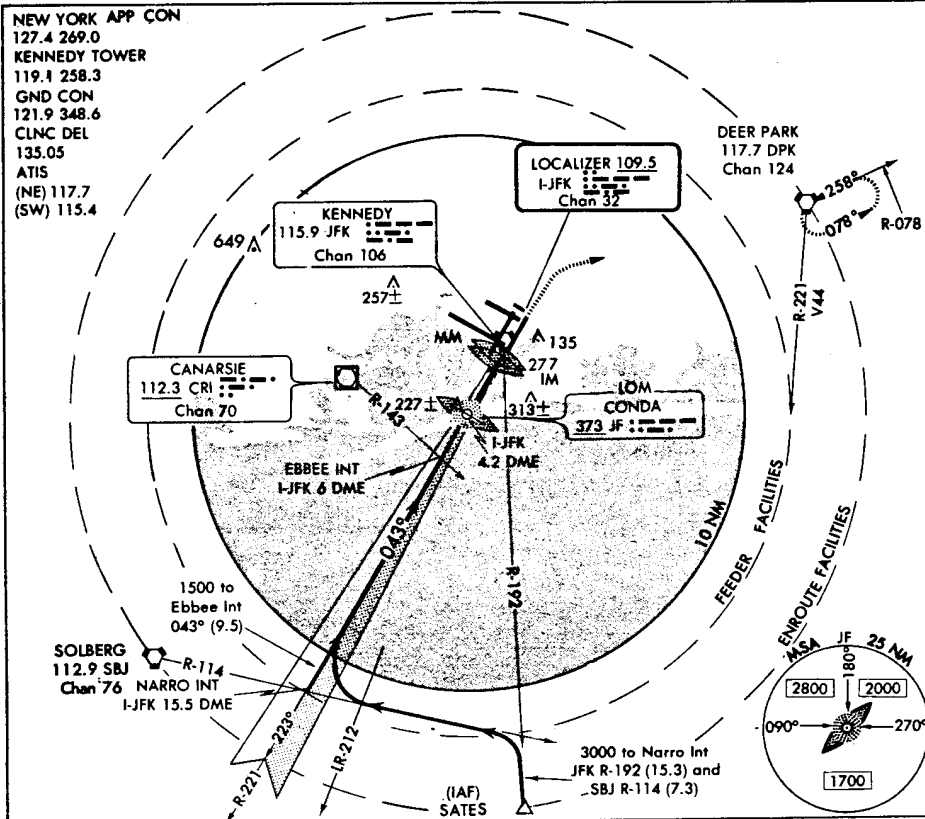 NEW YORK APP CON
127.4 269.0
KENNEDY TOWER
119.1 258.3
GND CON
121.9 348.6
CLNC DEL
135.05
ATIS
(NE) 117.7
(SW) 115.4
DEER PARK
117.7 DPK
Chan 124
258°
078°
R-078
R-221
V44
LOCALIZER 109.5
I-JFK
Chan 32
KENNEDY
115.9 JFK
Chan 106
649
257±
MM
135
277
IM
CANARSIE
112.3 CRI
Chan 70
R-143
227±
313±
LOM
CONDA
373 JF
I-JFK
4.2 DME
EBBEE INT
I-JFK 6 DME
043°
R-192
10 NM
FEEDER FACILITIES
ENROUTE FACILITIES
1500 to
Ebbee Int
043° (9.5)
SOLBERG
112.9 SBJ
Chan 76
R-114
NARRO INT
I-JFK 15.5 DME
223°
R-221
LR-212
3000 to Narro Int
JFK R-192 (15.3) and
SBJ R-114 (7.3)
(IAF)
SATES
MSA JF 25 NM
180°
2800
2000
090°
270°
1700